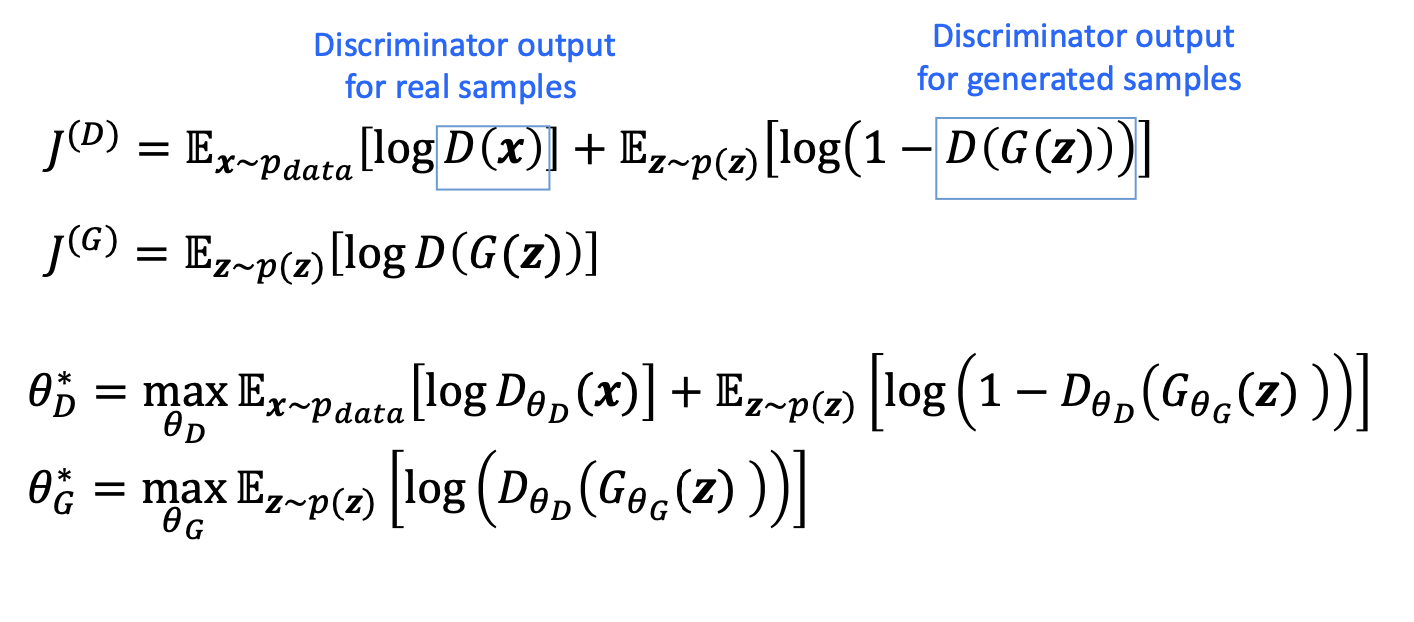 Discriminator output
for real samples
Discriminator output
for generated samples
J^(D) = 𝔼_{𝒙~p_data}[log D(𝒙)] + 𝔼_{𝒛~p(𝒛)}[log(1 − D(G(𝒛)))]
J^(G) = 𝔼_{𝒛~p(𝒛)}[log D(G(𝒛))]
θ_D^* = max_{θ_D} 𝔼_{𝒙~p_data}[log D_{θ_D}(𝒙)] + 𝔼_{𝒛~p(𝒛)}[log(1 − D_{θ_D}(G_{θ_G}(𝒛)))]
θ_G^* = max_{θ_G} 𝔼_{𝒛~p(𝒛)}[log(D_{θ_D}(G_{θ_G}(𝒛)))]